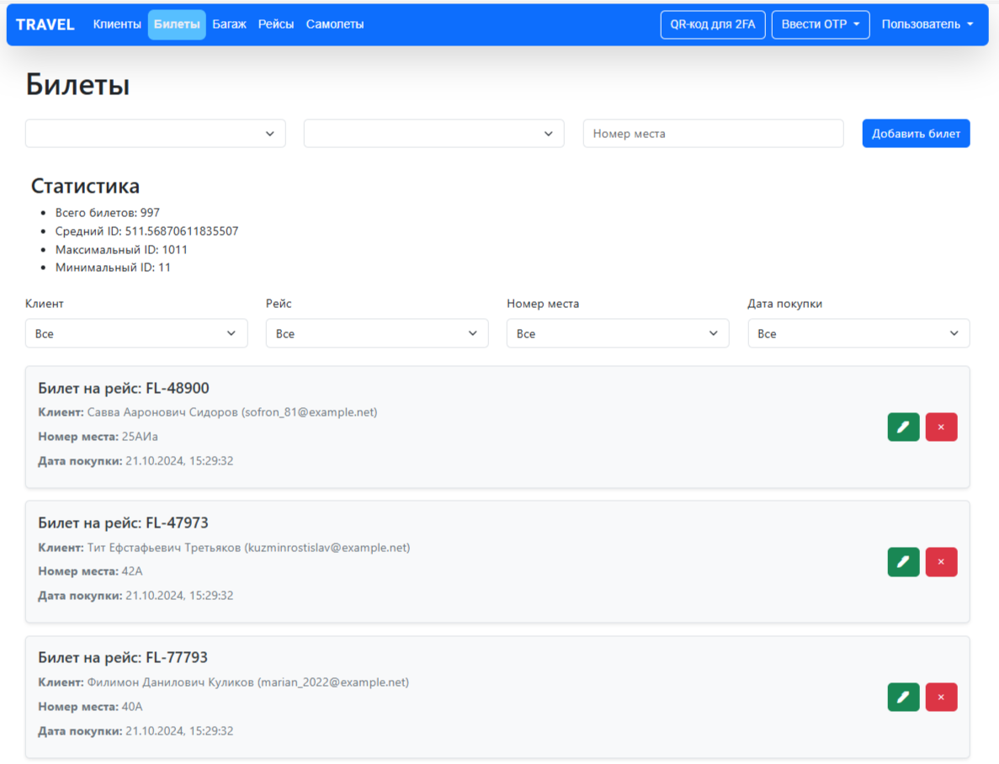 TRAVEL Клиенты Билеты Багаж Рейсы Самолеты QR-код для 2FA Ввести OTP Пользователь
Билеты
Номер места Добавить билет
Статистика
Всего билетов: 997
Средний ID: 511.56870611835507
Максимальный ID: 1011
Минимальный ID: 11
Клиент Рейс Номер места Дата покупки
Все Все Все Все
Билет на рейс: FL-48900
Клиент: Савва Ааронович Сидоров (sofron_81@example.net)
Номер места: 25АИа
Дата покупки: 21.10.2024, 15:29:32
Билет на рейс: FL-47973
Клиент: Тит Ефстафьевич Третьяков (kuzminrostislav@example.net)
Номер места: 42А
Дата покупки: 21.10.2024, 15:29:32
Билет на рейс: FL-77793
Клиент: Филимон Данилович Куликов (marian_2022@example.net)
Номер места: 40А
Дата покупки: 21.10.2024, 15:29:32